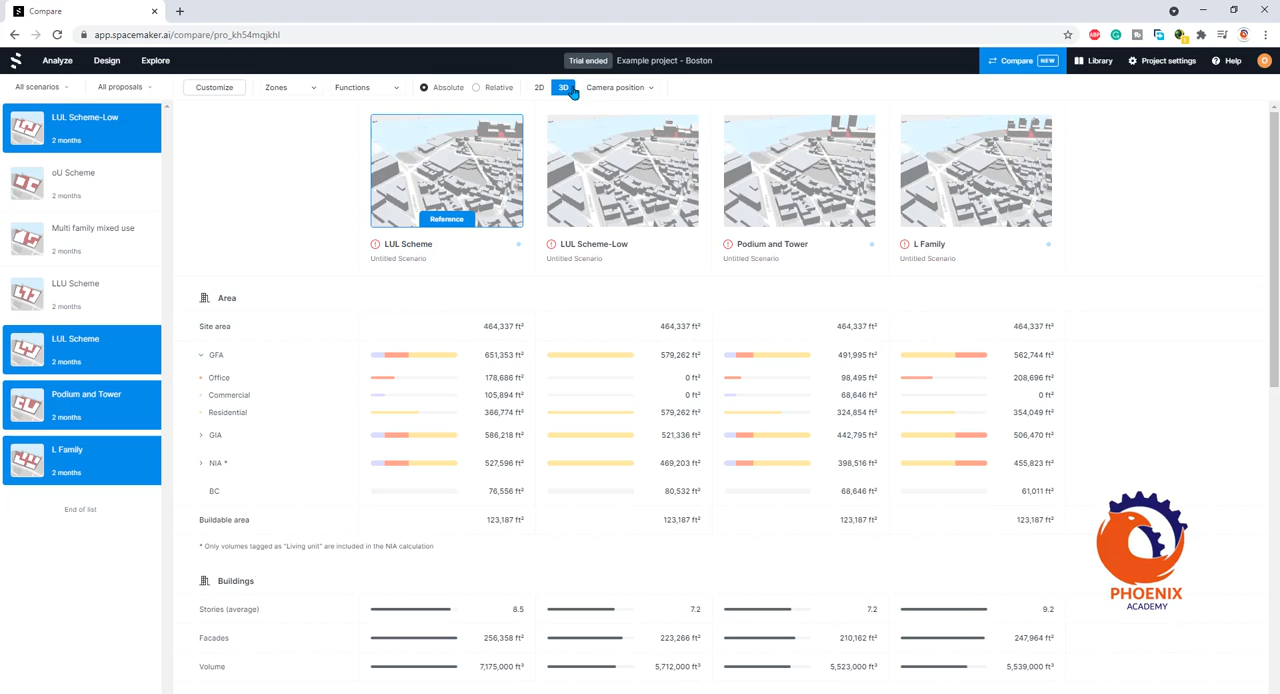 Compare
app.spacemaker.ai/compare/pro_kh54mqjkhl
Analyze Design Explore Trial ended Example project - Boston Compare NEW Library Project settings Help
All scenarios All proposals Customize Zones Functions Absolute Relative 2D 3D Camera position
LUL Scheme-Low
2 months
oU Scheme
2 months
Multi family mixed use
2 months
LLU Scheme
2 months
LUL Scheme
2 months
Podium and Tower
2 months
L Family
2 months
End of list
Reference
LUL Scheme LUL Scheme-Low Podium and Tower L Family
Untitled Scenario Untitled Scenario Untitled Scenario Untitled Scenario
Area
Site area 464,337 ft² 464,337 ft² 464,337 ft² 464,337 ft²
GFA 651,353 ft² 579,262 ft² 491,995 ft² 562,744 ft²
Office 178,686 ft² 0 ft² 98,495 ft² 208,696 ft²
Commercial 105,894 ft² 0 ft² 68,646 ft² 0 ft²
Residential 366,774 ft² 579,262 ft² 324,854 ft² 354,049 ft²
GIA 586,218 ft² 521,336 ft² 442,795 ft² 506,470 ft²
NIA * 527,596 ft² 469,203 ft² 398,516 ft² 455,823 ft²
BC 76,556 ft² 80,532 ft² 68,646 ft² 61,011 ft²
Buildable area 123,187 ft² 123,187 ft² 123,187 ft² 123,187 ft²
* Only volumes tagged as "Living unit" are included in the NIA calculation
Buildings
Stories (average) 8.5 7.2 7.2 9.2
Facades 256,358 ft² 223,266 ft² 210,162 ft² 247,964 ft²
Volume 7,175,000 ft³ 5,712,000 ft³ 5,523,000 ft³ 5,539,000 ft³
PHOENIX
ACADEMY